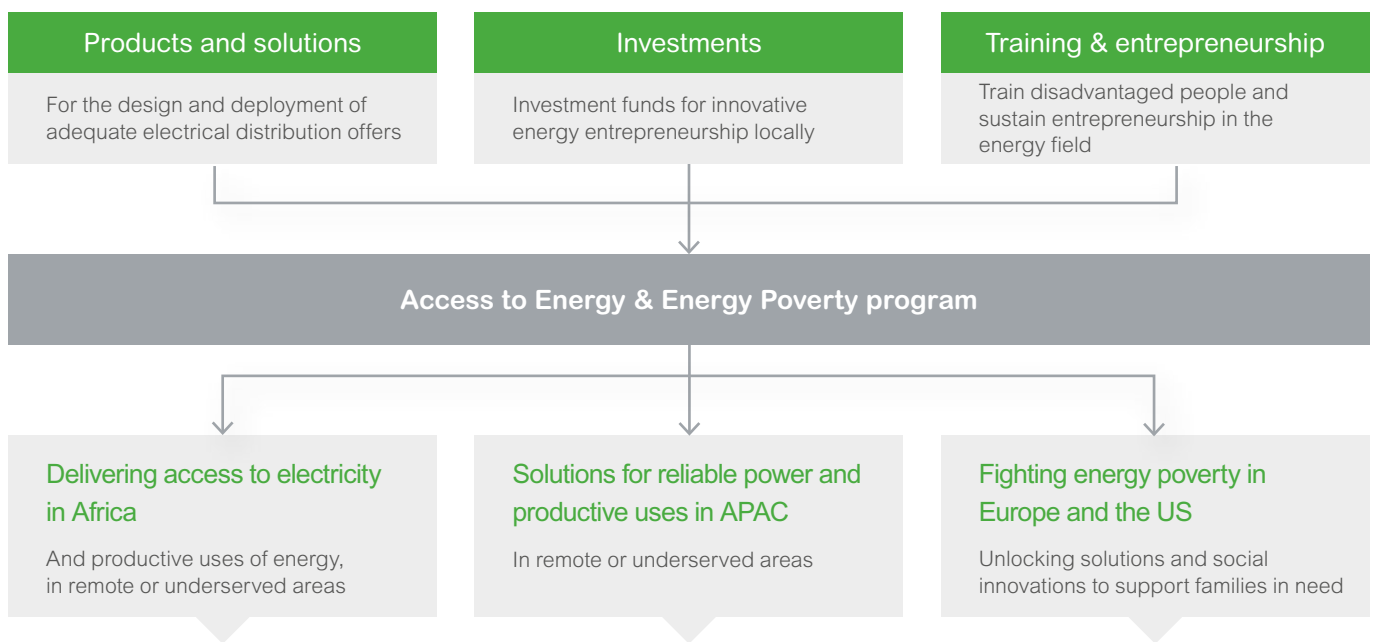 Products and solutions
For the design and deployment of
adequate electrical distribution offers
Investments
Investment funds for innovative
energy entrepreneurship locally
Training & entrepreneurship
Train disadvantaged people and
sustain entrepreneurship in the
energy field
Access to Energy & Energy Poverty program
Delivering access to electricity
in Africa
And productive uses of energy,
in remote or underserved areas
Solutions for reliable power and
productive uses in APAC
In remote or underserved areas
Fighting energy poverty in
Europe and the US
Unlocking solutions and social
innovations to support families in need